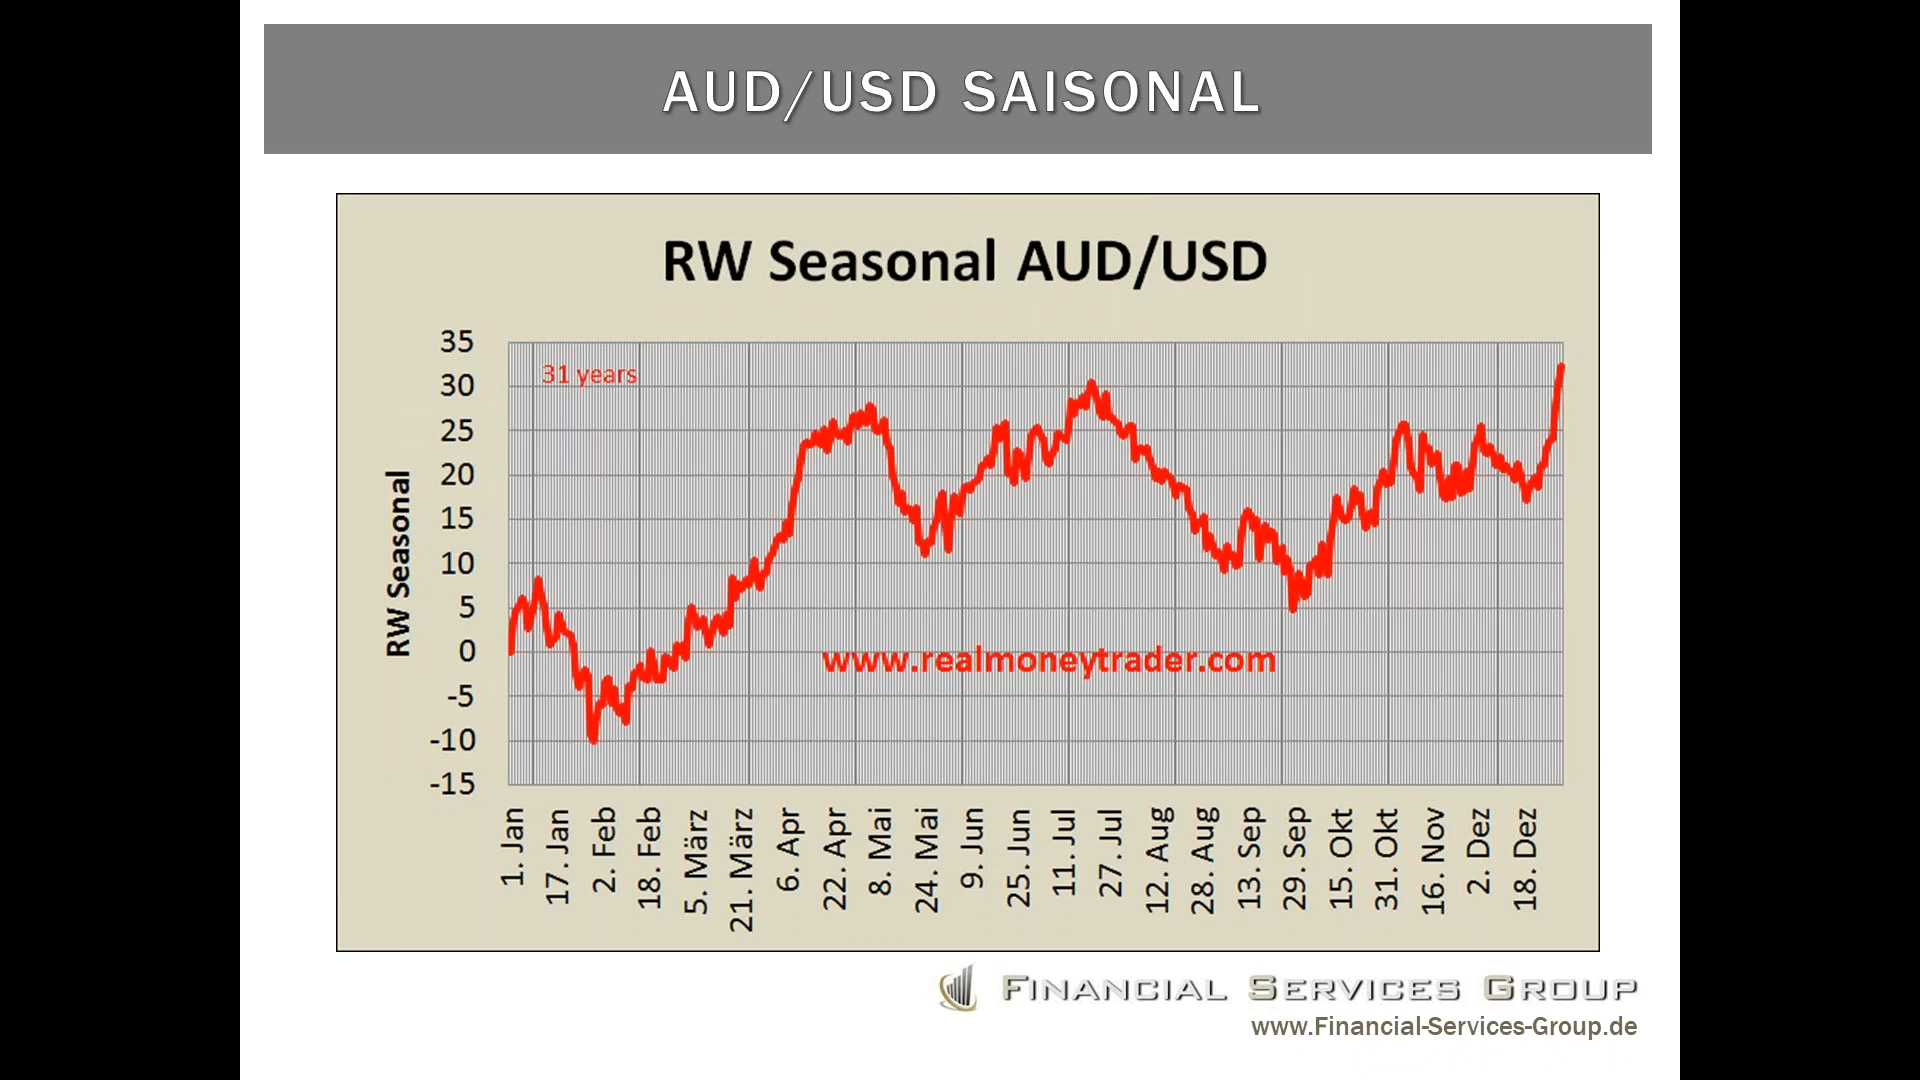 AUD/USD SAISONAL
RW Seasonal AUD/USD
RW Seasonal
35
30
25
20
15
10
5
0
-5
-10
-15
31 years
www.realmoneytrader.com
1. Jan
17. Jan
2. Feb
18. Feb
5. März
21. März
6. Apr
22. Apr
8. Mai
24. Mai
9. Jun
25. Jun
11. Jul
27. Jul
12. Aug
28. Aug
13. Sep
29. Sep
15. Okt
31. Okt
16. Nov
2. Dez
18. Dez
FINANCIAL SERVICES GROUP
www.Financial-Services-Group.de